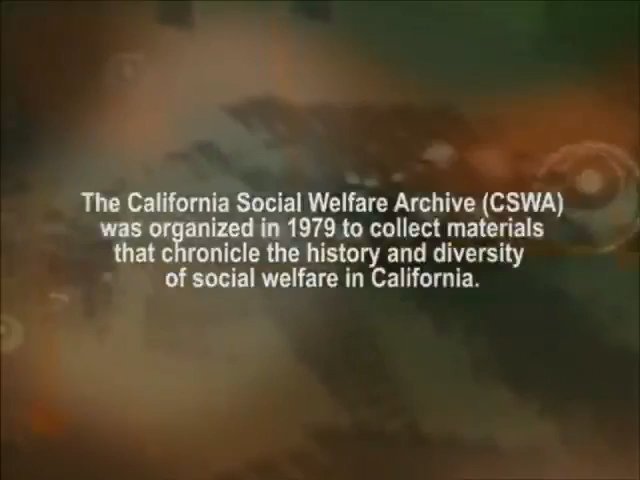 The California Social Welfare Archive (CSWA)
was organized in 1979 to collect materials
that chronicle the history and diversity
of social welfare in California.